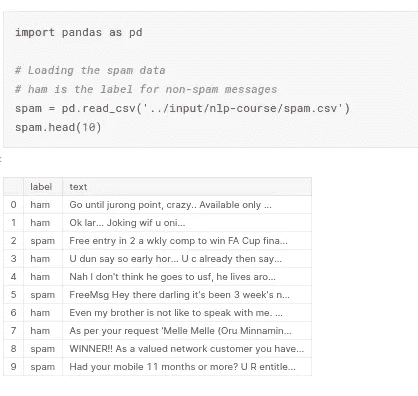 import pandas as pd
# Loading the spam data
# ham is the label for non-spam messages
spam = pd.read_csv('../input/nlp-course/spam.csv')
spam.head(10)
label text
0 ham Go until jurong point, crazy.. Available only ...
1 ham Ok lar... Joking wif u oni...
2 spam Free entry in 2 a wkly comp to win FA Cup fina...
3 ham U dun say so early hor... U c already then say...
4 ham Nah I don't think he goes to usf, he lives aro...
5 spam FreeMsg Hey there darling it's been 3 week's n...
6 ham Even my brother is not like to speak with me. ...
7 ham As per your request 'Melle Melle (Oru Minnamin...
8 spam WINNER!! As a valued network customer you have...
9 spam Had your mobile 11 months or more? U R entitle...